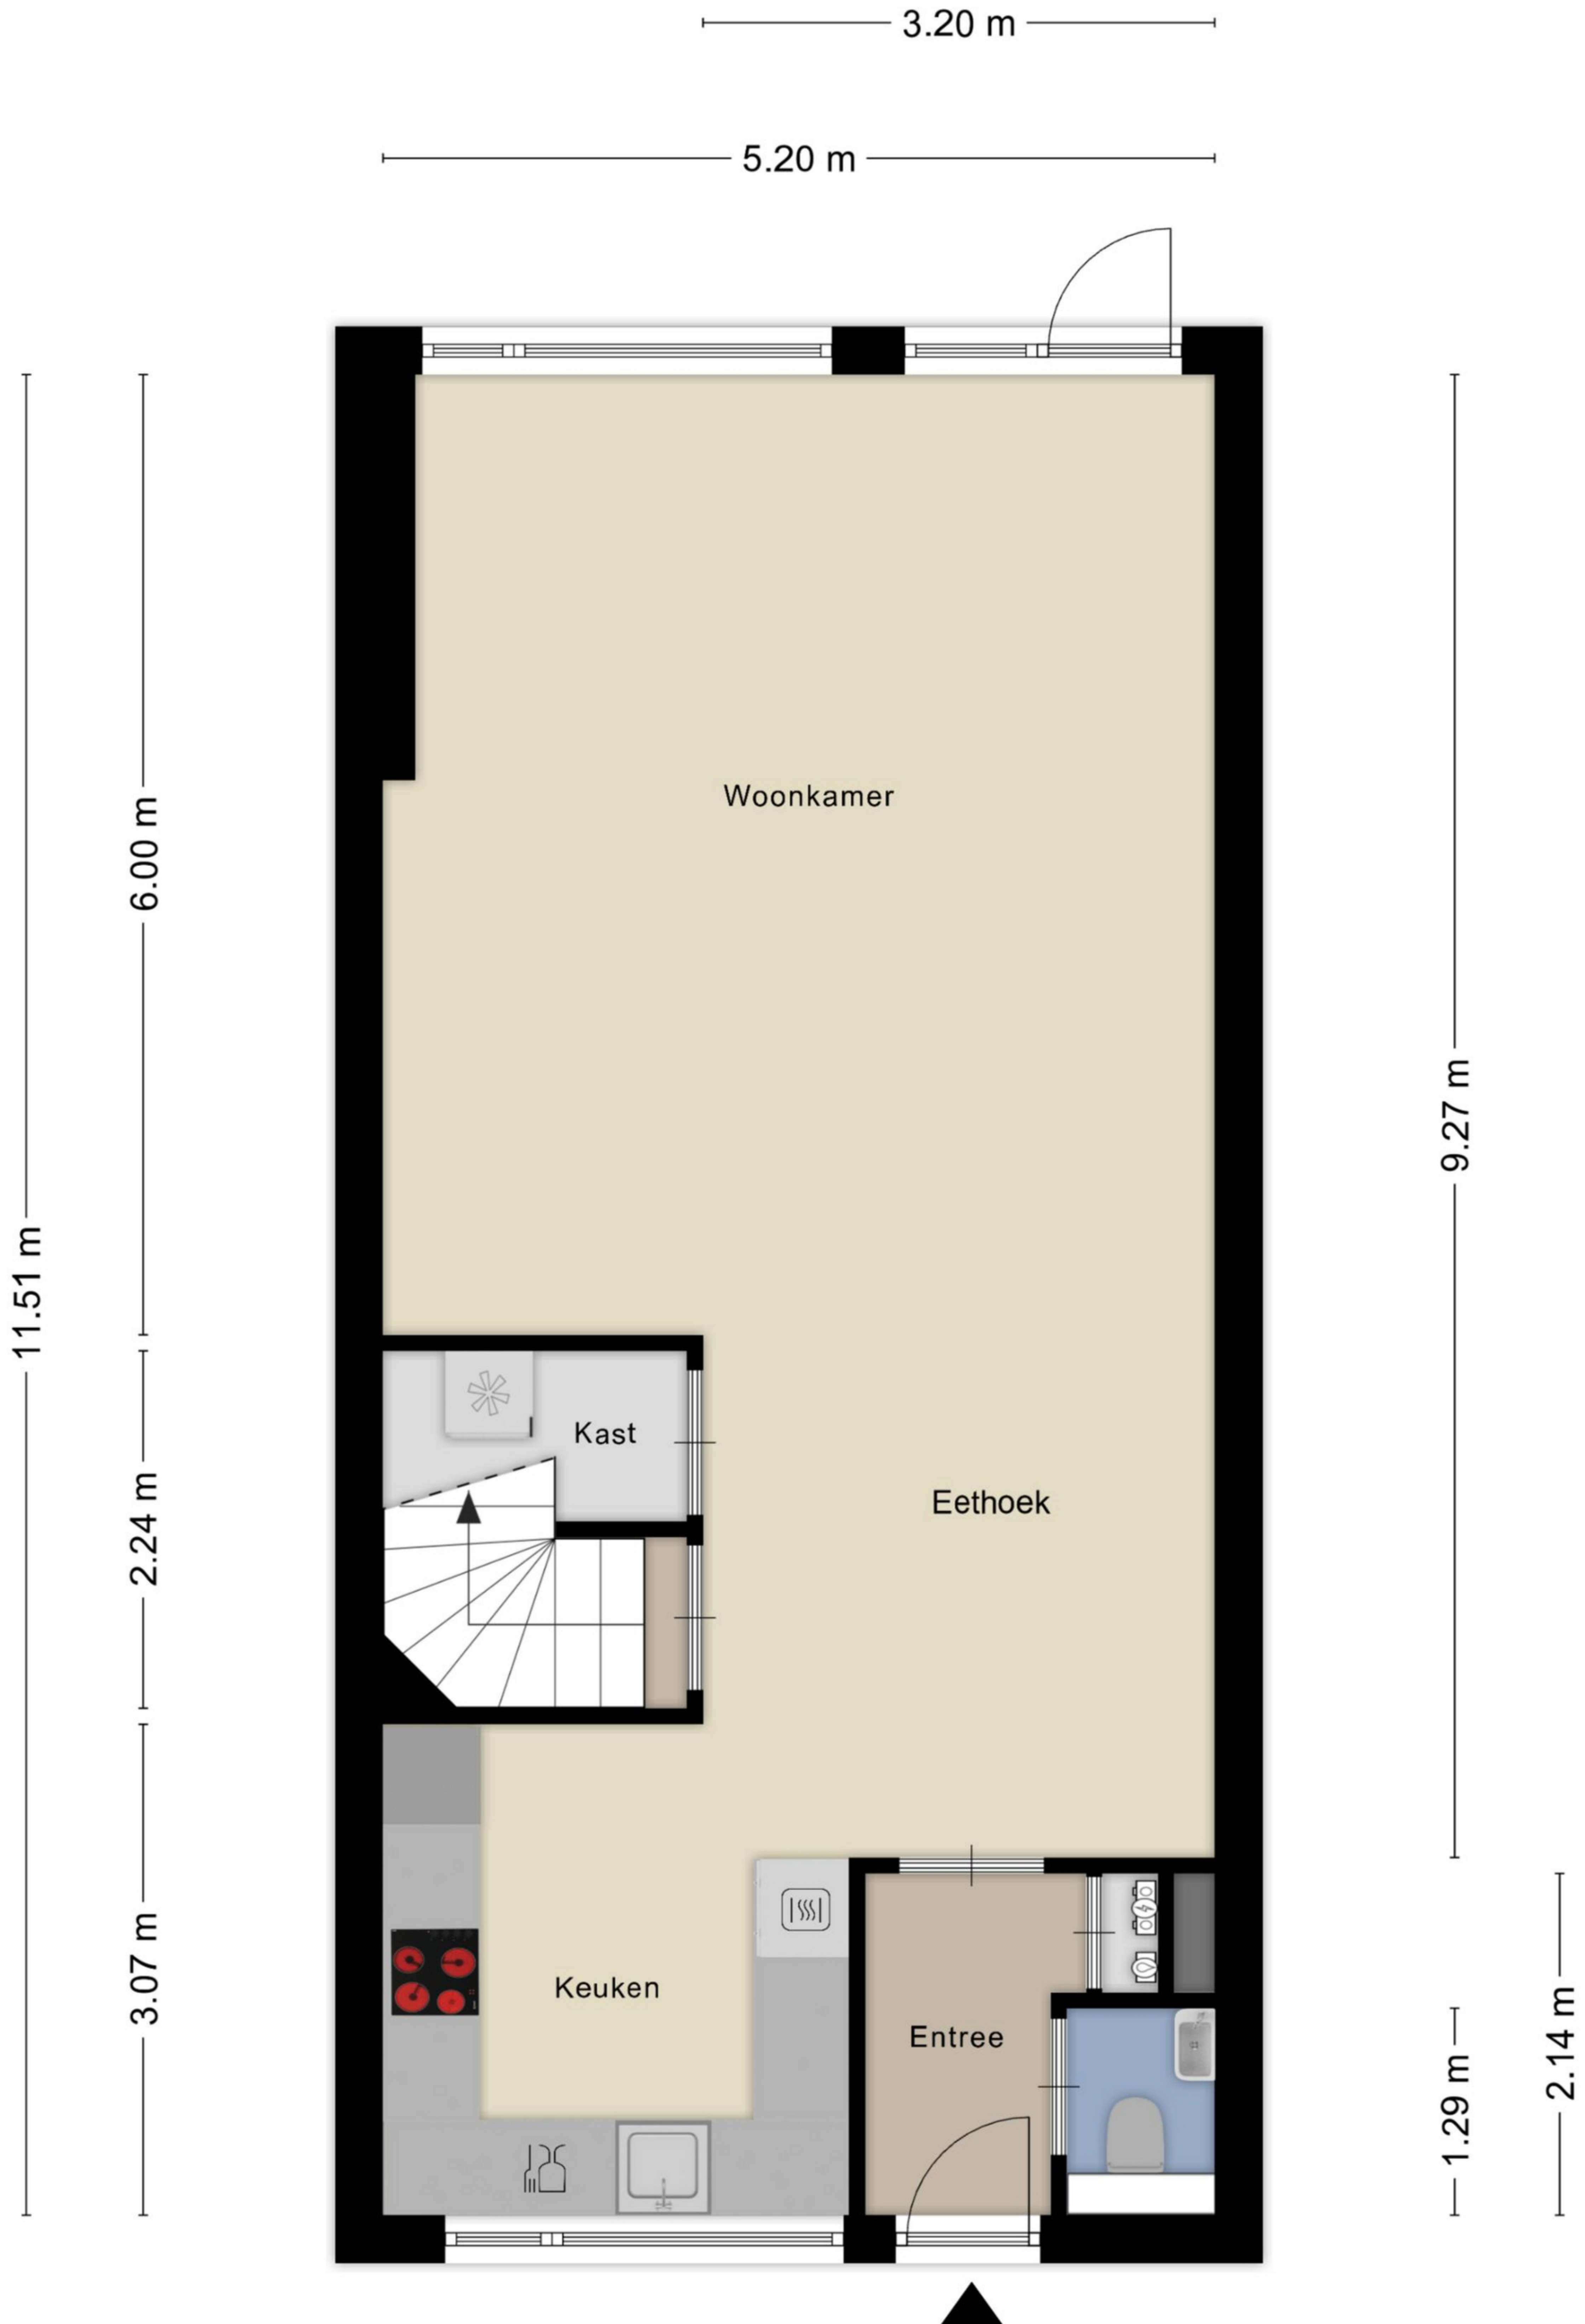 3.20 m
5.20 m
Woonkamer
6.00 m
9.27 m
11.51 m
Kast
Eethoek
2.24 m
Keuken
3.07 m
Entree
1.29 m
2.14 m